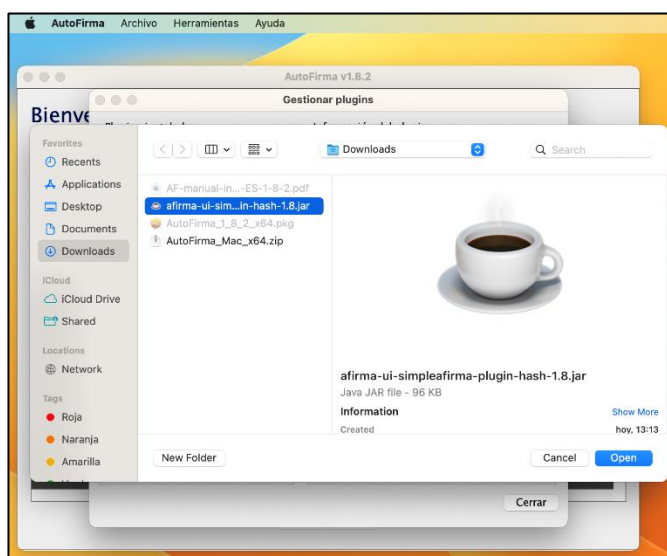 AutoFirma Archivo Herramientas Ayuda
AutoFirma v1.8.2
Bienve
Gestionar plugins
Favorites
Recents
Applications
Desktop
Documents
Downloads
iCloud
iCloud Drive
Shared
Locations
Network
Tags
Roja
Naranja
Amarilla
Downloads
Search
AF-manual-in...-ES-1-8-2.pdf
afirma-ui-sim...in-hash-1.8.jar
AutoFirma_1_8_2_x64.pkg
AutoFirma_Mac_x64.zip
afirma-ui-simpleafirma-plugin-hash-1.8.jar
Java JAR file - 96 KB
Information Show More
Created hoy, 13:13
New Folder Cancel Open
Cerrar